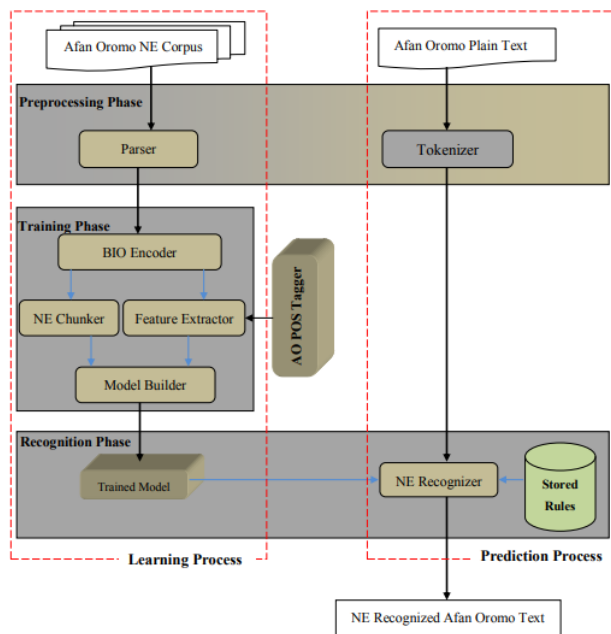 Afan Oromo NE Corpus
Afan Oromo Plain Text
Preprocessing Phase
Parser
Tokenizer
Training Phase
BIO Encoder
NE Chunker
Feature Extractor
AO POS Tagger
Model Builder
Recognition Phase
Trained Model
NE Recognizer
Stored
Rules
Learning Process
Prediction Process
NE Recognized Afan Oromo Text